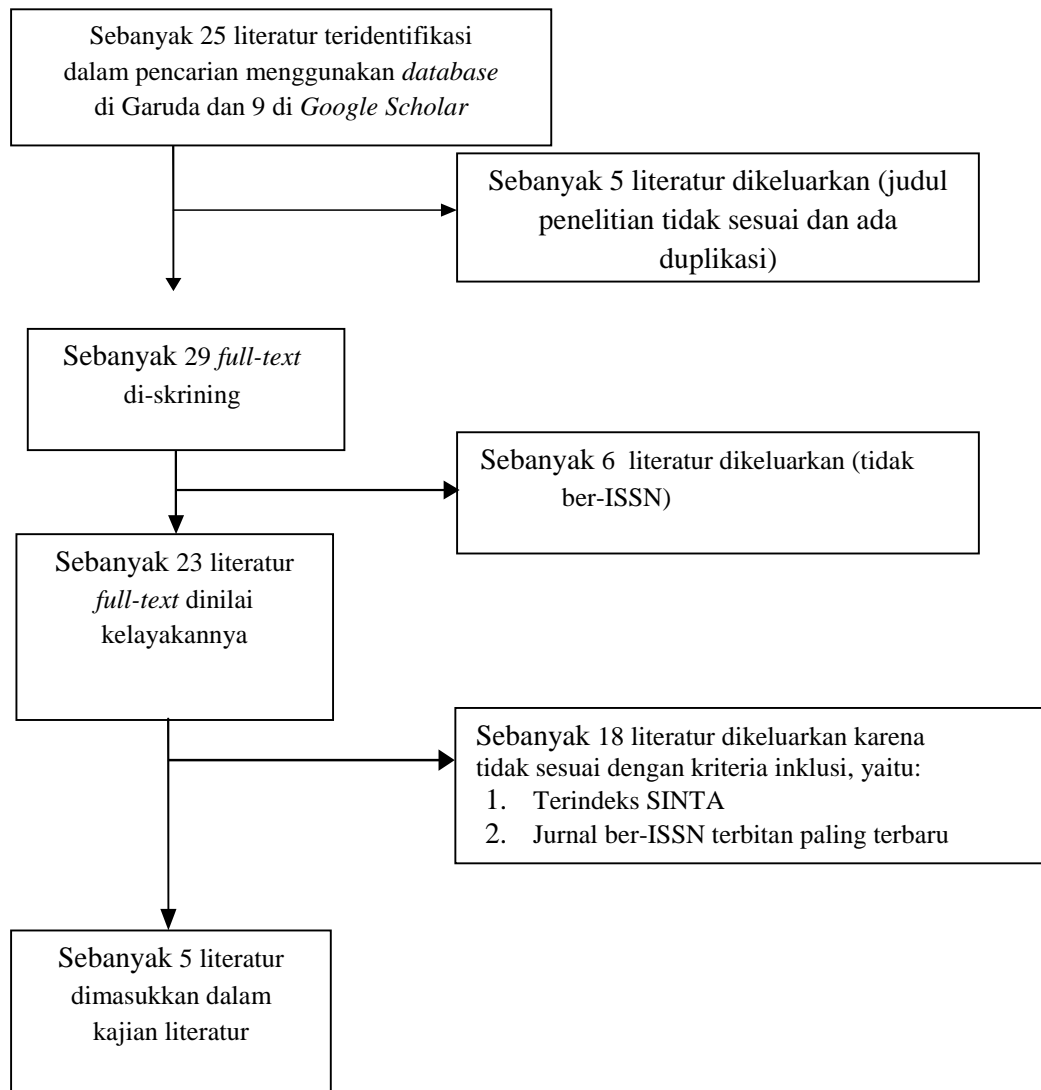 Sebanyak 25 literatur teridentifikasi
dalam pencarian menggunakan database
di Garuda dan 9 di Google Scholar
Sebanyak 5 literatur dikeluarkan (judul
penelitian tidak sesuai dan ada
duplikasi)
Sebanyak 29 full-text
di-skrining
Sebanyak 6 literatur dikeluarkan (tidak
ber-ISSN)
Sebanyak 23 literatur
full-text dinilai
kelayakannya
Sebanyak 18 literatur dikeluarkan karena
tidak sesuai dengan kriteria inklusi, yaitu:
1. Terindeks SINTA
2. Jurnal ber-ISSN terbitan paling terbaru
Sebanyak 5 literatur
dimasukkan dalam
kajian literatur